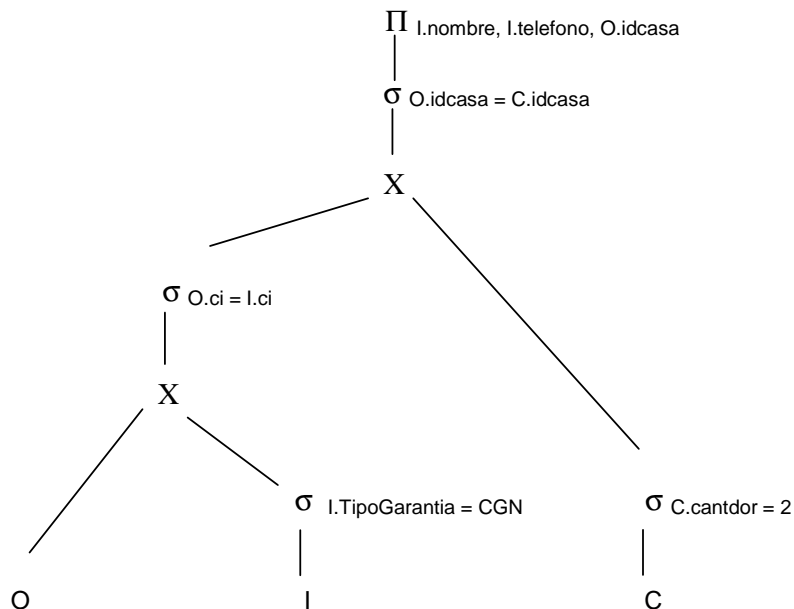 Π I.nombre, I.telefono, O.idcasa
σ O.idcasa = C.idcasa
X
σ O.ci = I.ci
X
σ I.TipoGarantia = CGN
σ C.cantdor = 2
O
I
C